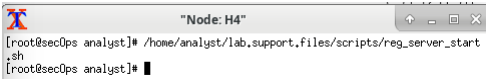 "Node: H4"
[root@secOps analyst]# /home/analyst/lab.support.files/scripts/reg_server_start
.sh
[root@secOps analyst]#